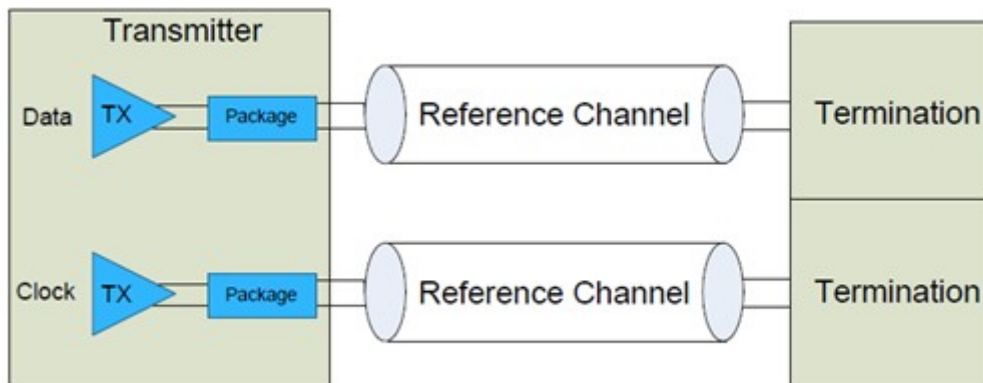 Transmitter
Data
TX
Package
Reference Channel
Termination
Clock
TX
Package
Reference Channel
Termination